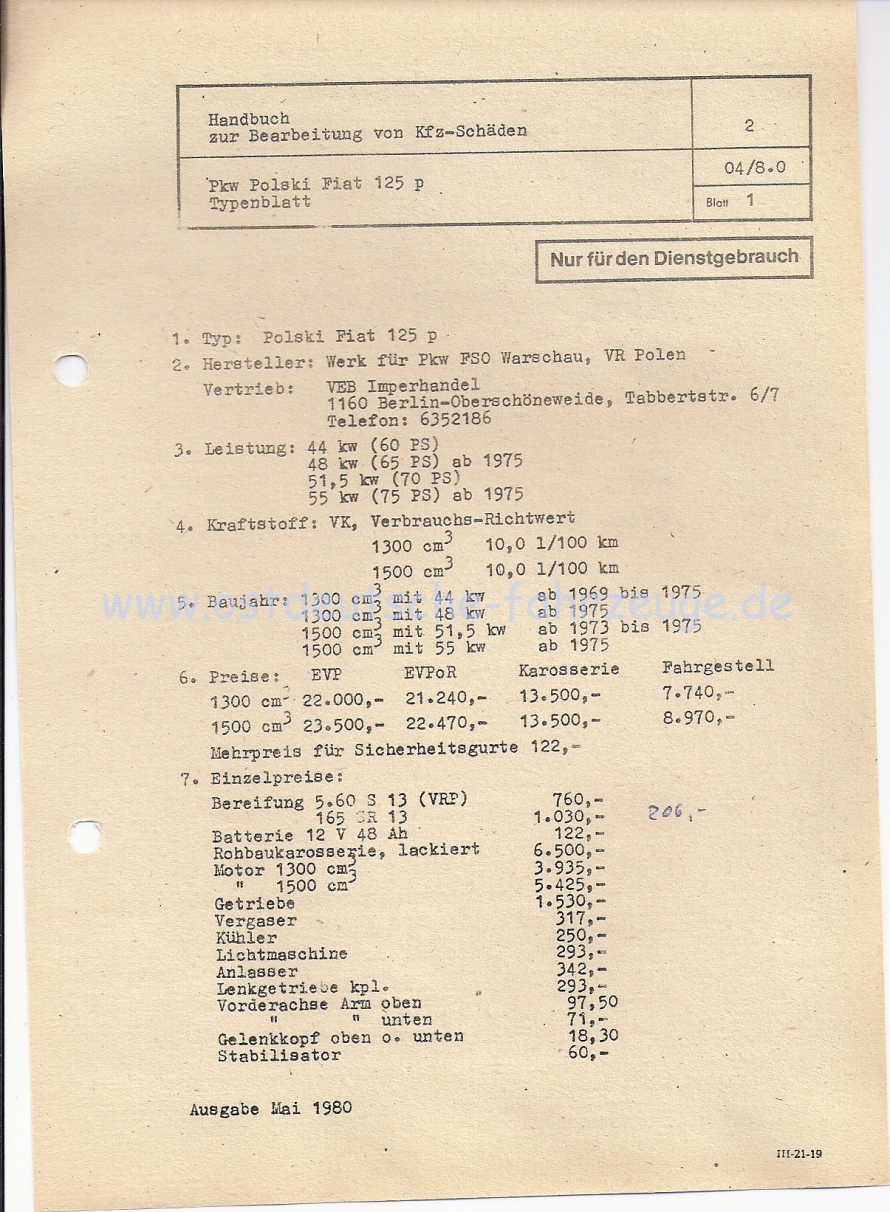 Handbuch
zur Bearbeitung von Kfz-Schäden
2
Pkw Polski Fiat 125 p
Typenblatt
04/8.0
Blatt 1
Nur für den Dienstgebrauch
1. Typ: Polski Fiat 125 p
2. Hersteller: Werk für Pkw FSO Warschau, VR Polen
Vertrieb: VEB Imperhandel
1160 Berlin-Oberschöneweide, Tabbertstr. 6/7
Telefon: 6352186
3. Leistung: 44 kw (60 PS)
48 kw (65 PS) ab 1975
51,5 kw (70 PS)
55 kw (75 PS) ab 1975
4. Kraftstoff: VK, Verbrauchs-Richtwert
1300 cm³ 10,0 l/100 km
1500 cm³ 10,0 l/100 km
www.ostdeutsche-fahrzeuge.de
5. Baujahr: 1300 cm³ mit 44 kw ab 1969 bis 1975
1300 cm³ mit 48 kw ab 1975
1500 cm³ mit 51,5 kw ab 1973 bis 1975
1500 cm³ mit 55 kw ab 1975
6. Preise: EVP EVPoR Karosserie Fahrgestell
1300 cm³ 22.000,- 21.240,- 13.500,- 7.740,-
1500 cm³ 23.500,- 22.470,- 13.500,- 8.970,-
Mehrpreis für Sicherheitsgurte 122,-
7. Einzelpreise:
Bereifung 5.60 S 13 (VRP) 760,-
165 SR 13 1.030,- 206,-
Batterie 12 V 48 Ah 122,-
Rohbaukarosserie, lackiert 6.500,-
Motor 1300 cm³ 3.935,-
" 1500 cm³ 5.425,-
Getriebe 1.530,-
Vergaser 317,-
Kühler 250,-
Lichtmaschine 293,-
Anlasser 342,-
Lenkgetriebe kpl. 293,-
Vorderachse Arm oben 97,50
" " unten 71,-
Gelenkkopf oben o. unten 18,30
Stabilisator 60,-
Ausgabe Mai 1980
III-21-19